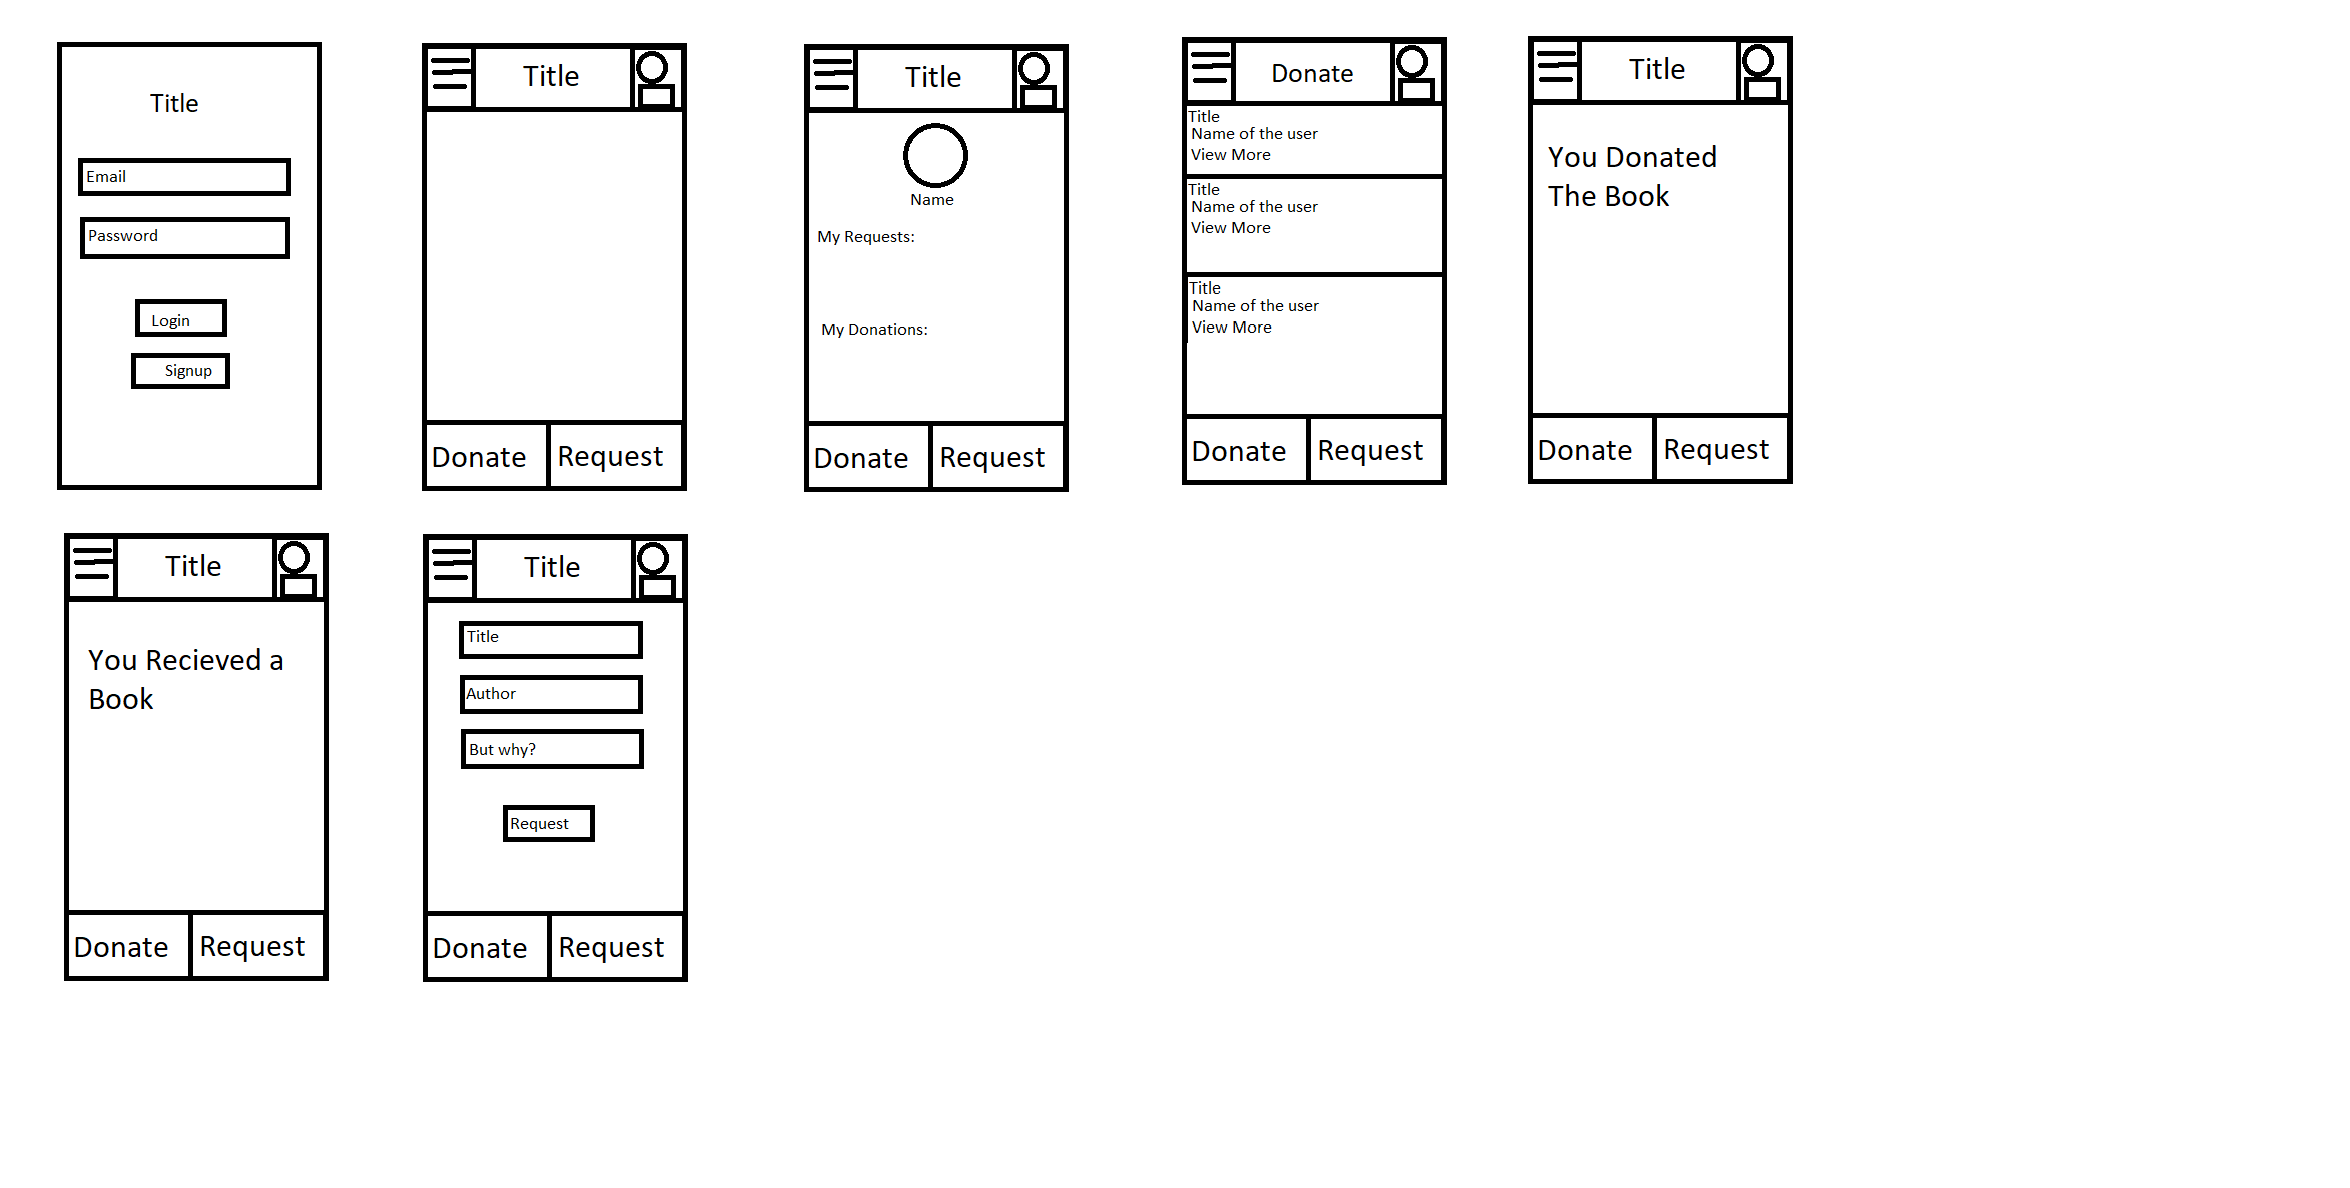 Title
Email
Password
Login
Signup
Title
Donate
Request
Title
Name
My Requests:
My Donations:
Donate
Request
Donate
Title
Name of the user
View More
Title
Name of the user
View More
Title
Name of the user
View More
Donate
Request
Title
You Donated
The Book
Donate
Request
Title
You Recieved a
Book
Donate
Request
Title
Title
Author
But why?
Request
Donate
Request